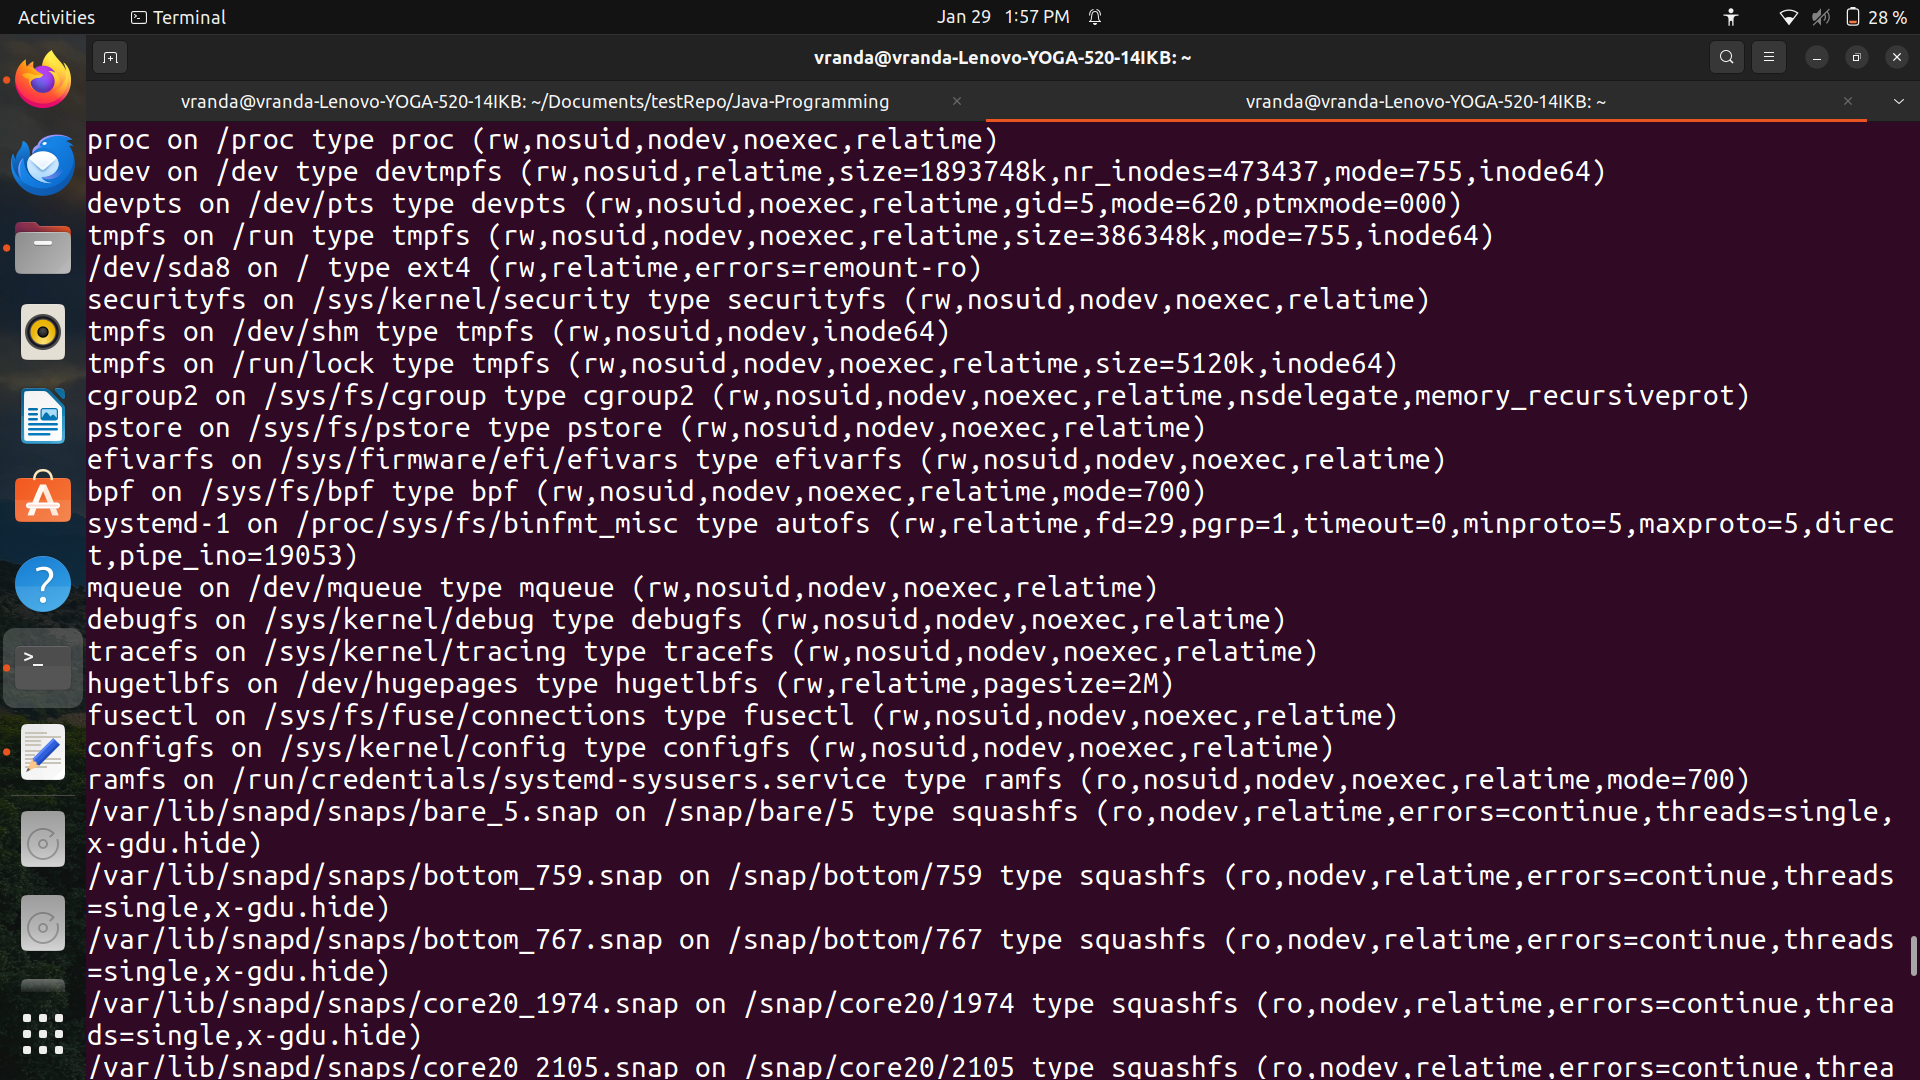 Activities Terminal Jan 29 1:57 PM 28 %
vranda@vranda-Lenovo-YOGA-520-14IKB: ~
vranda@vranda-Lenovo-YOGA-520-14IKB: ~/Documents/testRepo/Java-Programming vranda@vranda-Lenovo-YOGA-520-14IKB: ~
proc on /proc type proc (rw,nosuid,nodev,noexec,relatime)
udev on /dev type devtmpfs (rw,nosuid,relatime,size=1893748k,nr_inodes=473437,mode=755,inode64)
devpts on /dev/pts type devpts (rw,nosuid,noexec,relatime,gid=5,mode=620,ptmxmode=000)
tmpfs on /run type tmpfs (rw,nosuid,nodev,noexec,relatime,size=386348k,mode=755,inode64)
/dev/sda8 on / type ext4 (rw,relatime,errors=remount-ro)
securityfs on /sys/kernel/security type securityfs (rw,nosuid,nodev,noexec,relatime)
tmpfs on /dev/shm type tmpfs (rw,nosuid,nodev,inode64)
tmpfs on /run/lock type tmpfs (rw,nosuid,nodev,noexec,relatime,size=5120k,inode64)
cgroup2 on /sys/fs/cgroup type cgroup2 (rw,nosuid,nodev,noexec,relatime,nsdelegate,memory_recursiveprot)
pstore on /sys/fs/pstore type pstore (rw,nosuid,nodev,noexec,relatime)
efivarfs on /sys/firmware/efi/efivars type efivarfs (rw,nosuid,nodev,noexec,relatime)
bpf on /sys/fs/bpf type bpf (rw,nosuid,nodev,noexec,relatime,mode=700)
systemd-1 on /proc/sys/fs/binfmt_misc type autofs (rw,relatime,fd=29,pgrp=1,timeout=0,minproto=5,maxproto=5,direc
t,pipe_ino=19053)
mqueue on /dev/mqueue type mqueue (rw,nosuid,nodev,noexec,relatime)
debugfs on /sys/kernel/debug type debugfs (rw,nosuid,nodev,noexec,relatime)
tracefs on /sys/kernel/tracing type tracefs (rw,nosuid,nodev,noexec,relatime)
hugetlbfs on /dev/hugepages type hugetlbfs (rw,relatime,pagesize=2M)
fusectl on /sys/fs/fuse/connections type fusectl (rw,nosuid,nodev,noexec,relatime)
configfs on /sys/kernel/config type configfs (rw,nosuid,nodev,noexec,relatime)
ramfs on /run/credentials/systemd-sysusers.service type ramfs (ro,nosuid,nodev,noexec,relatime,mode=700)
/var/lib/snapd/snaps/bare_5.snap on /snap/bare/5 type squashfs (ro,nodev,relatime,errors=continue,threads=single,
x-gdu.hide)
/var/lib/snapd/snaps/bottom_759.snap on /snap/bottom/759 type squashfs (ro,nodev,relatime,errors=continue,threads
=single,x-gdu.hide)
/var/lib/snapd/snaps/bottom_767.snap on /snap/bottom/767 type squashfs (ro,nodev,relatime,errors=continue,threads
=single,x-gdu.hide)
/var/lib/snapd/snaps/core20_1974.snap on /snap/core20/1974 type squashfs (ro,nodev,relatime,errors=continue,threa
ds=single,x-gdu.hide)
/var/lib/snapd/snaps/core20_2105.snap on /snap/core20/2105 type squashfs (ro,nodev,relatime,errors=continue,threa